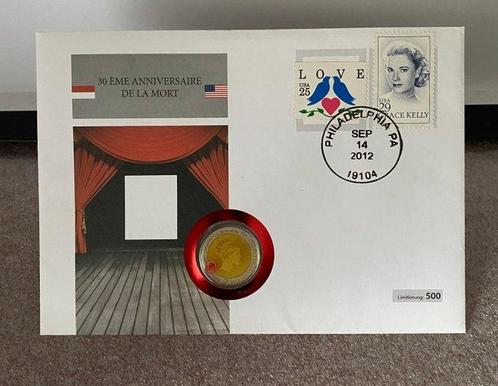 30 ÈME ANNIVERSAIRE
DE LA MORT
LOVE
USA
25
USA
29
GRACE KELLY
PHILADELPHIA PA
SEP
14
2012
19104
Limitierung 500